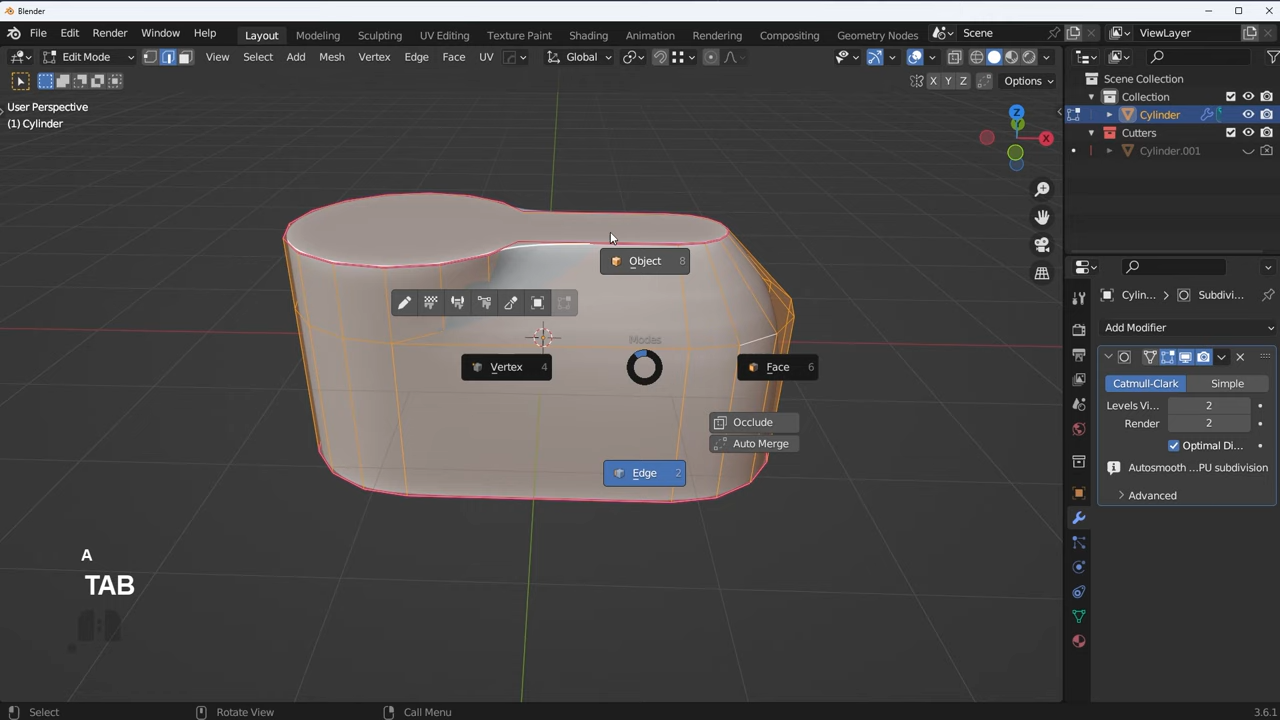 Blender
File Edit Render Window Help Layout Modeling Sculpting UV Editing Texture Paint Shading Animation Rendering Compositing Geometry Nodes Scene ViewLayer
Edit Mode View Select Add Mesh Vertex Edge Face UV Global
X Y Z Options
User Perspective
(1) Cylinder
Z
Y
X
Scene Collection
Collection
Cylinder
Cutters
Cylinder.001
Object 8
Modes
Vertex 4
Face 6
Occlude
Auto Merge
Edge 2
Cylin... Subdivi...
Add Modifier
Catmull-Clark Simple
Levels Vi... 2
Render 2
Optimal Di...
Autosmooth ...PU subdivision
Advanced
A
TAB
Select Rotate View Call Menu 3.6.1